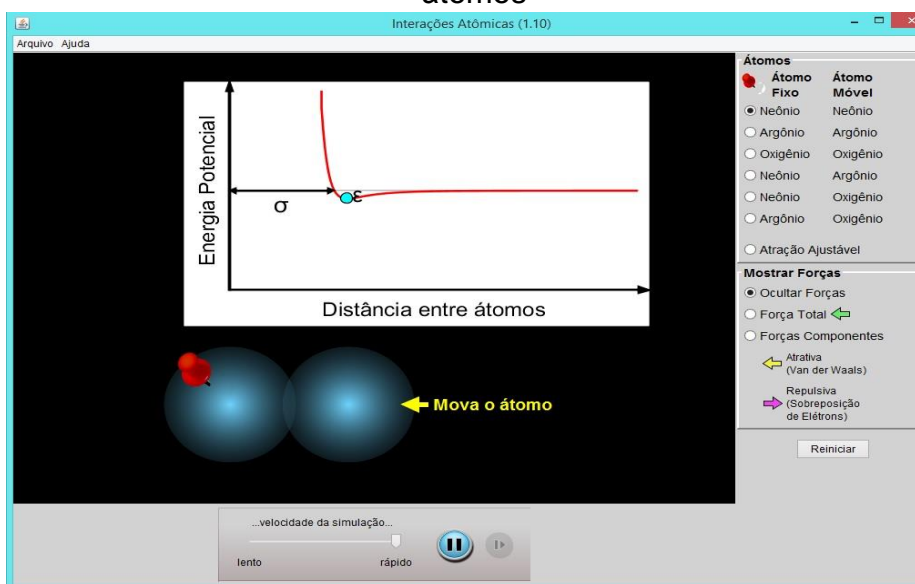 átomos
Interações Atômicas (1.10)
Arquivo Ajuda
Energia Potencial
σ
ε
Distância entre átomos
Mova o átomo
Átomos
Átomo Fixo Átomo Móvel
Neônio Neônio
Argônio Argônio
Oxigênio Oxigênio
Neônio Argônio
Neônio Oxigênio
Argônio Oxigênio
Atração Ajustável
Mostrar Forças
Ocultar Forças
Força Total
Forças Componentes
Atrativa
(Van der Waals)
Repulsiva
(Sobreposição
de Elétrons)
Reiniciar
...velocidade da simulação...
lento rápido